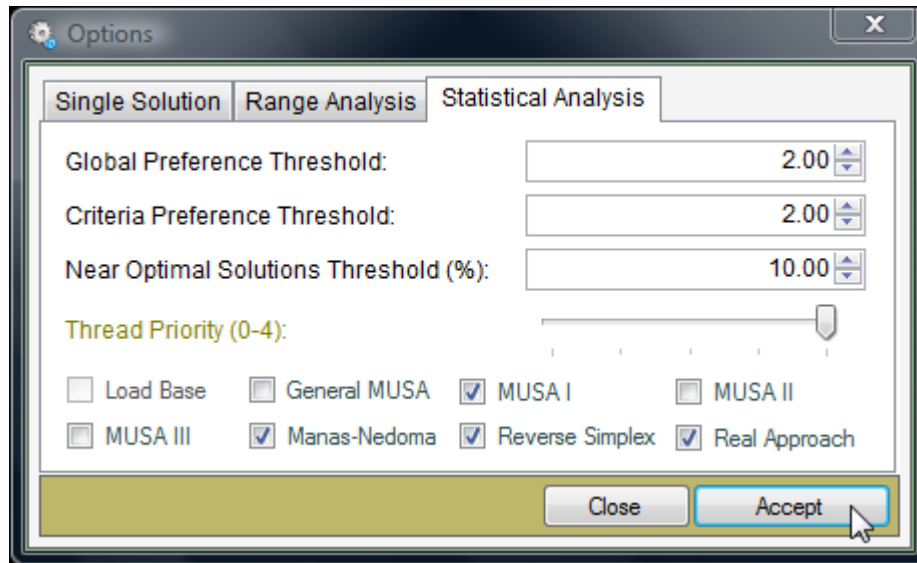 Options
Single Solution Range Analysis Statistical Analysis
Global Preference Threshold: 2.00
Criteria Preference Threshold: 2.00
Near Optimal Solutions Threshold (%): 10.00
Thread Priority (0-4):
Load Base General MUSA MUSA I MUSA II
MUSA III Manas-Nedoma Reverse Simplex Real Approach
Close Accept